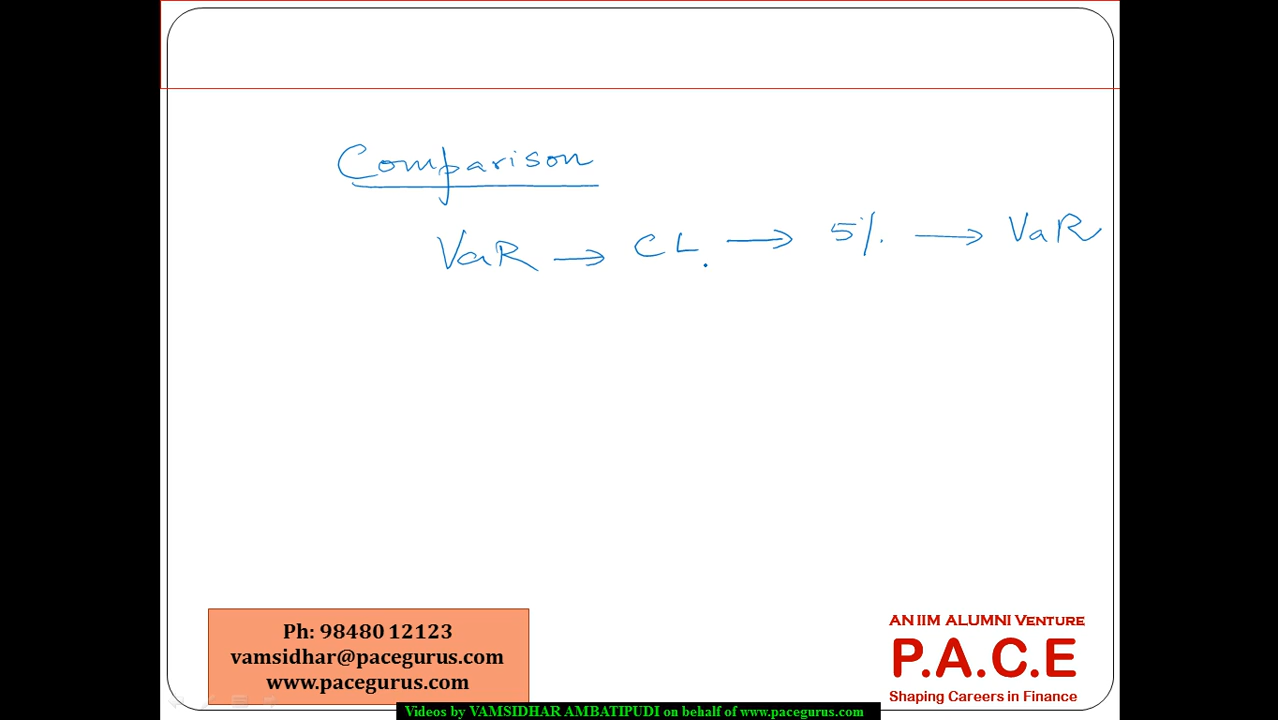 Comparison
VaR → CL. → 5%. → VaR
Ph: 98480 12123
vamsidhar@pacegurus.com
www.pacegurus.com
AN IIM ALUMNI VENTURE
P.A.C.E
Shaping Careers in Finance
Videos by VAMSIDHAR AMBATIPUDI on behalf of www.pacegurus.com